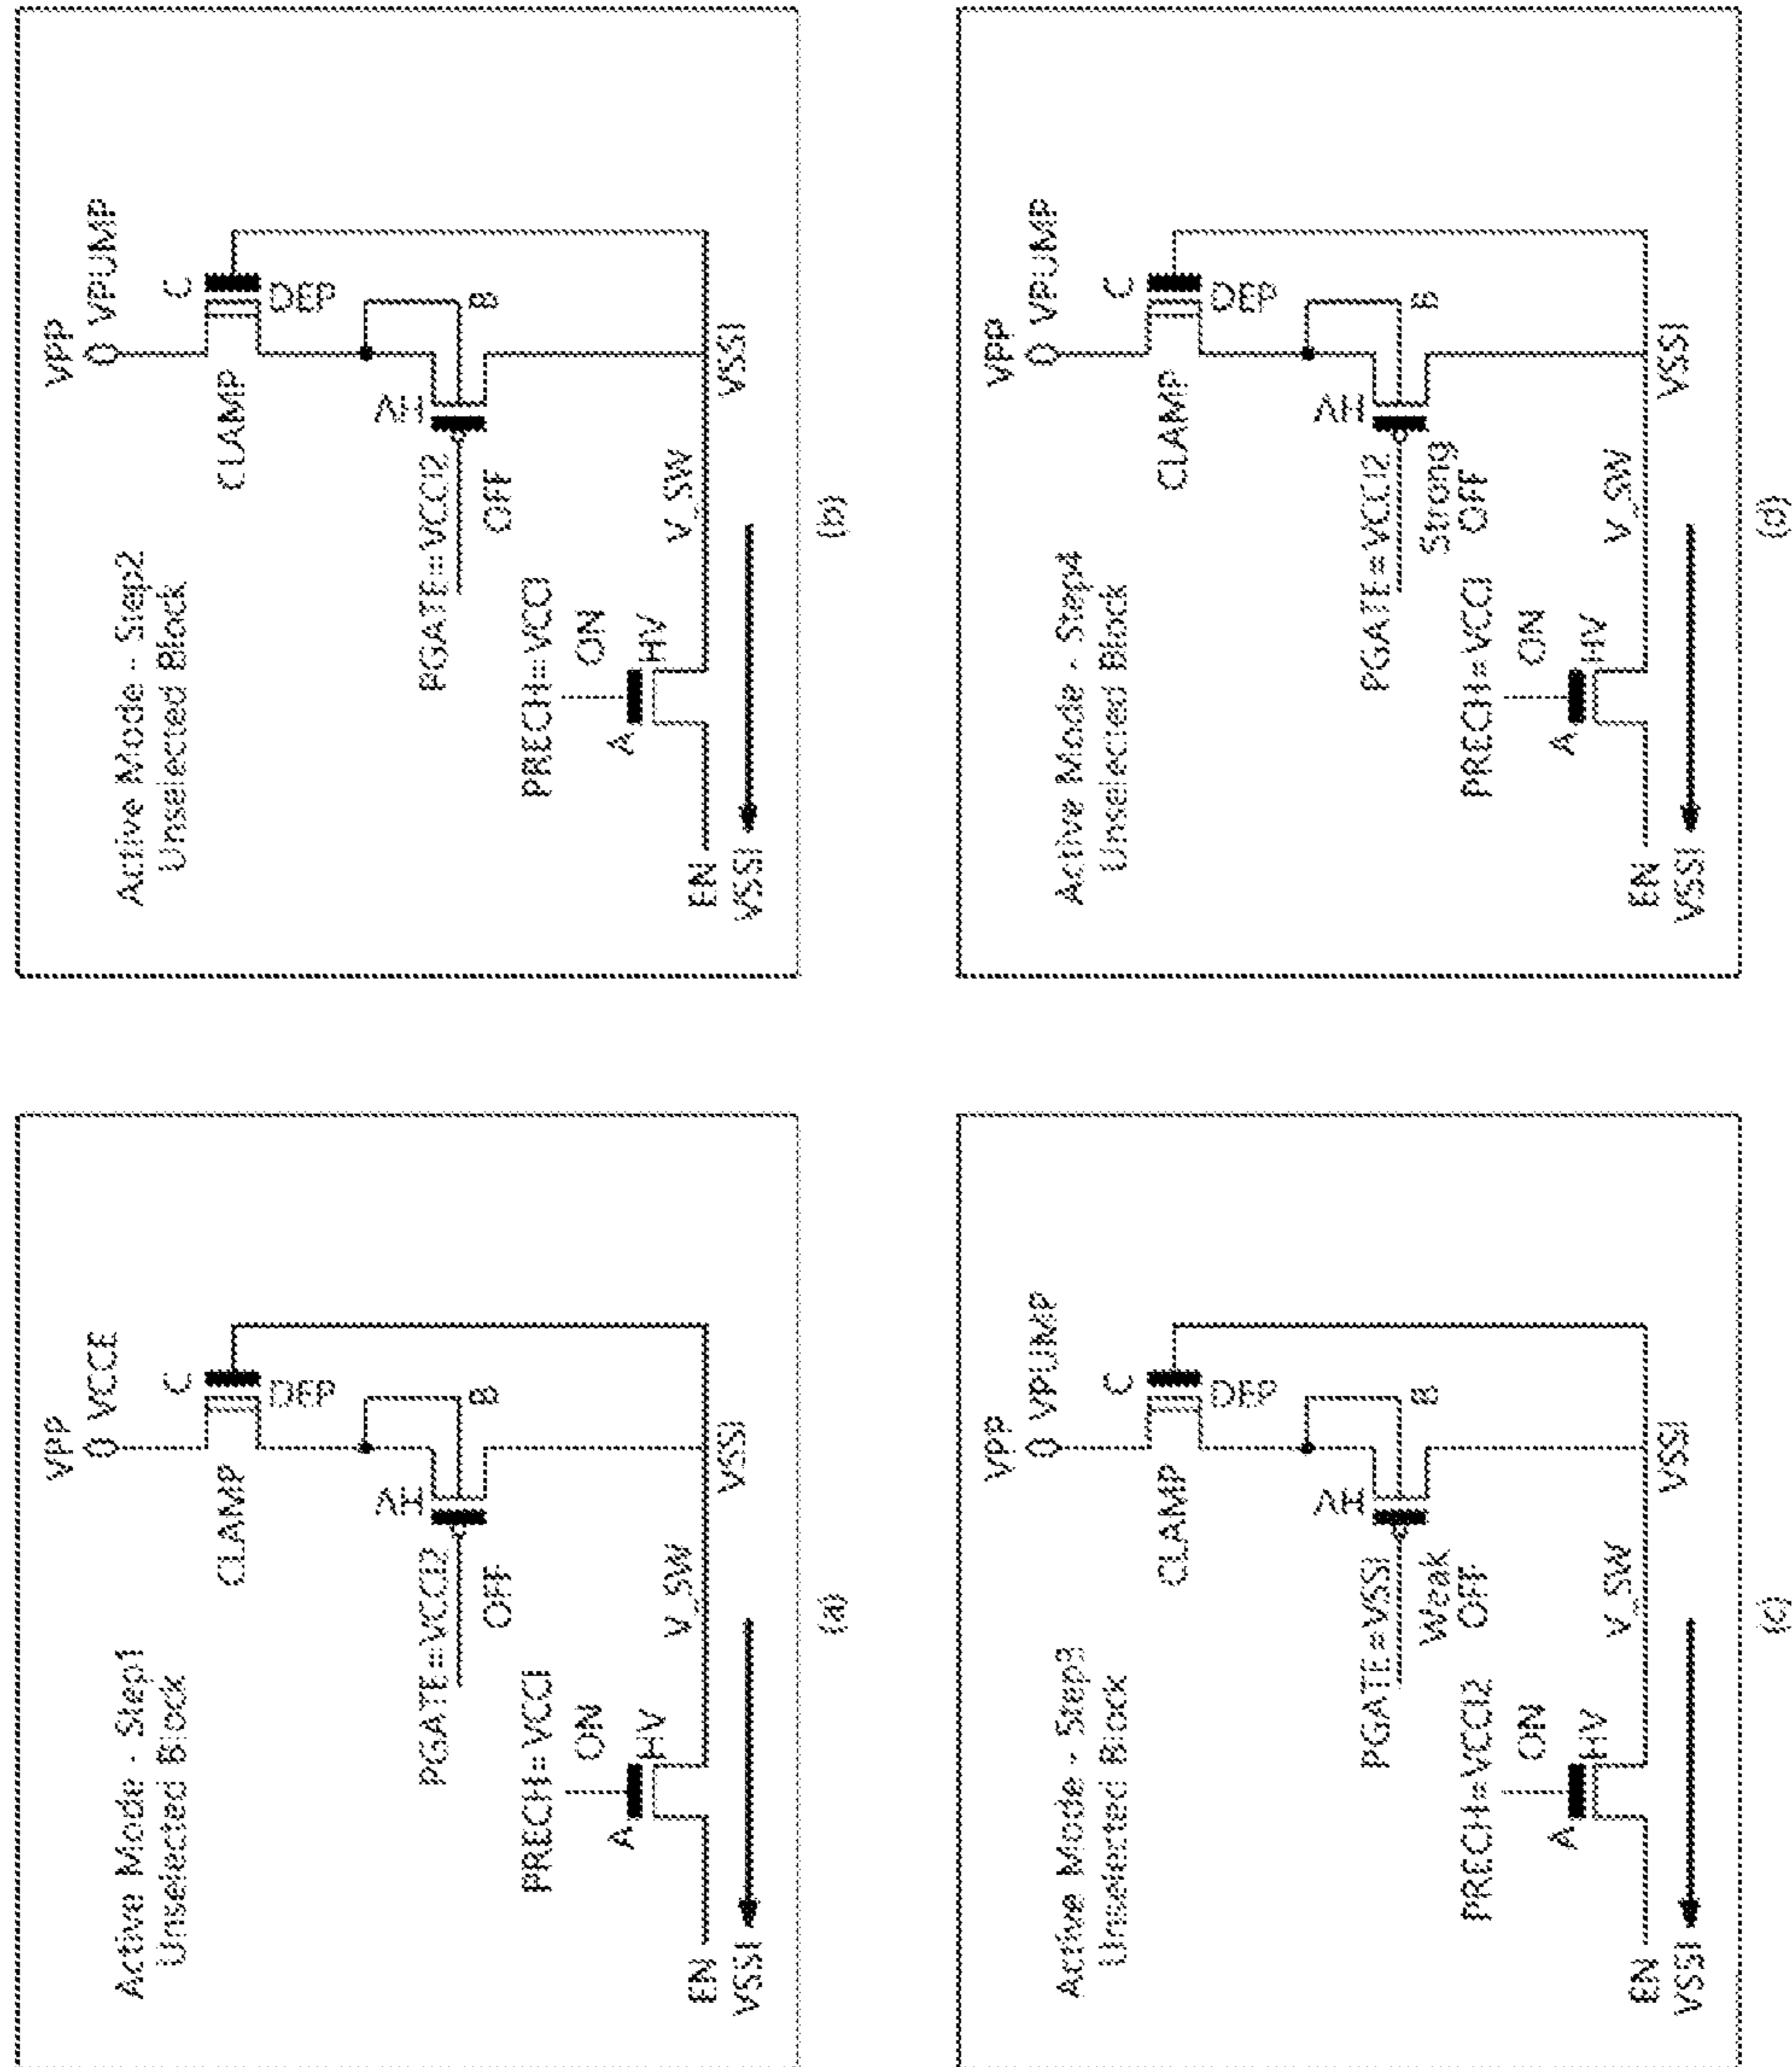 Active Mode - Step1
Unselected Block
VPP
VCCE
C
CLAMP
DEP
HV
B
PGATE=VCCI2
OFF
PRECH=VCCI
ON
A
HV
V_SW
EN
VSSI
VSSI
(a)
Active Mode - Step2
Unselected Block
VPP
VPUMP
C
CLAMP
DEP
HV
B
PGATE=VCCI2
OFF
PRECH=VCCI
ON
A
HV
V_SW
EN
VSSI
VSSI
(b)
Active Mode - Step3
Unselected Block
VPP
VPUMP
C
CLAMP
DEP
HV
B
PGATE=VSSI
Weak
OFF
PRECH=VCCI2
ON
A
HV
V_SW
EN
VSSI
VSSI
(c)
Active Mode - Step4
Unselected Block
VPP
VPUMP
C
CLAMP
DEP
HV
B
PGATE=VCCI2
Strong
OFF
PRECH=VCCI
ON
A
HV
V_SW
EN
VSSI
VSSI
(d)